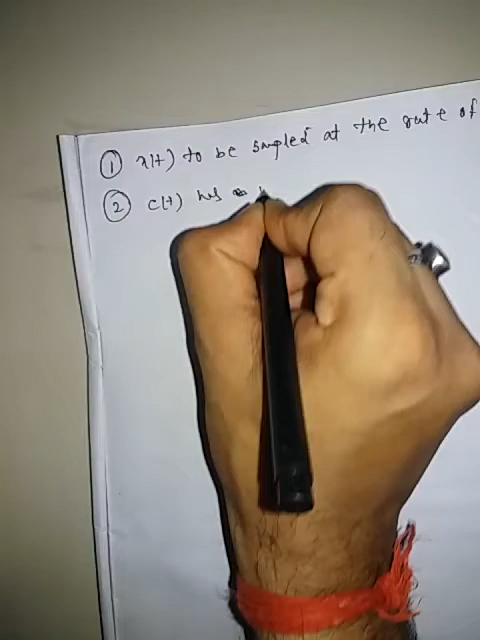 ① x(t) to be sampled at the rate of
② c(t) has